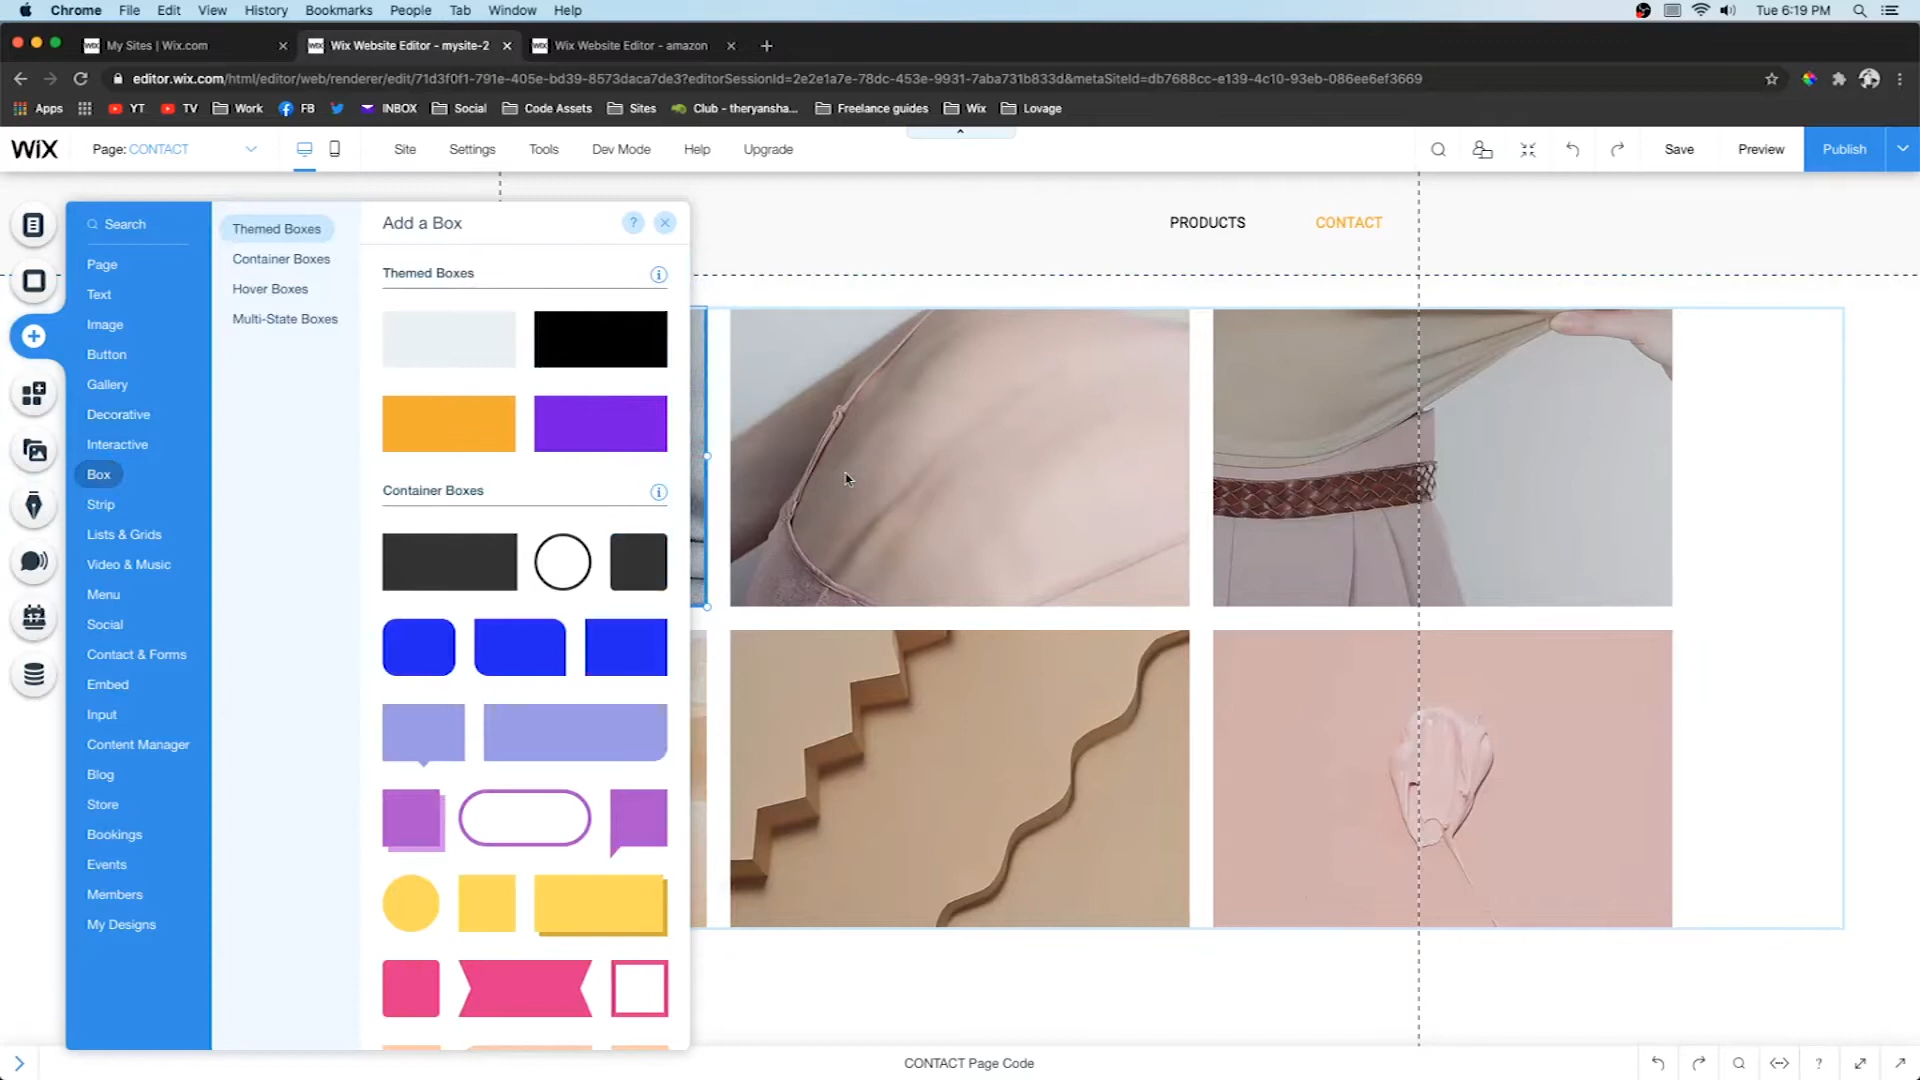 Chrome File Edit View History Bookmarks People Tab Window Help Tue 6:19 PM
My Sites | Wix.com
Wix Website Editor - mysite-2
Wix Website Editor - amazon
editor.wix.com/html/editor/web/renderer/edit/71d3f0f1-791e-405e-bd39-8573daca7de3?editorSessionId=2e2e1a7e-78dc-453e-9931-7aba731b833d&metaSiteId=db7688cc-e139-4c10-93eb-086ee6ef3669
Apps YT TV Work FB INBOX Social Code Assets Sites Club - theryansha... Freelance guides Wix Lovage
WiX Page: CONTACT Site Settings Tools Dev Mode Help Upgrade Save Preview Publish
PRODUCTS CONTACT
Search
Page
Text
Image
Button
Gallery
Decorative
Interactive
Box
Strip
Lists & Grids
Video & Music
Menu
Social
Contact & Forms
Embed
Input
Content Manager
Blog
Store
Bookings
Events
Members
My Designs
Themed Boxes
Container Boxes
Hover Boxes
Multi-State Boxes
Add a Box ?
Themed Boxes
Container Boxes
CONTACT Page Code ?